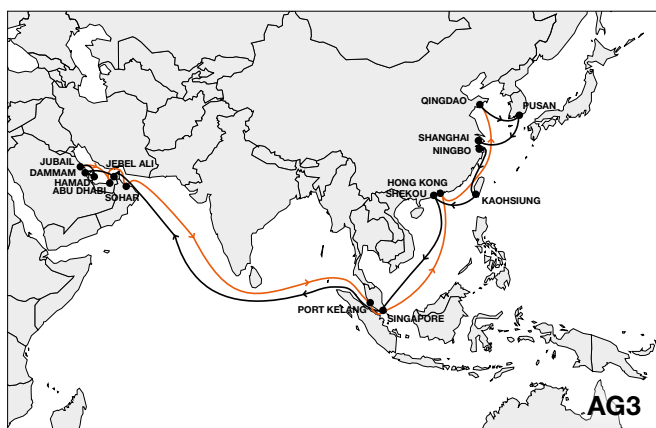 QINGDAO
PUSAN
SHANGHAI
NINGBO
JUBAIL
JEBEL ALI
DAMMAM
HAMAD
ABU DHABI
SOHAR
HONG KONG
SHEKOU
KAOHSIUNG
PORT KELANG
SINGAPORE
AG3